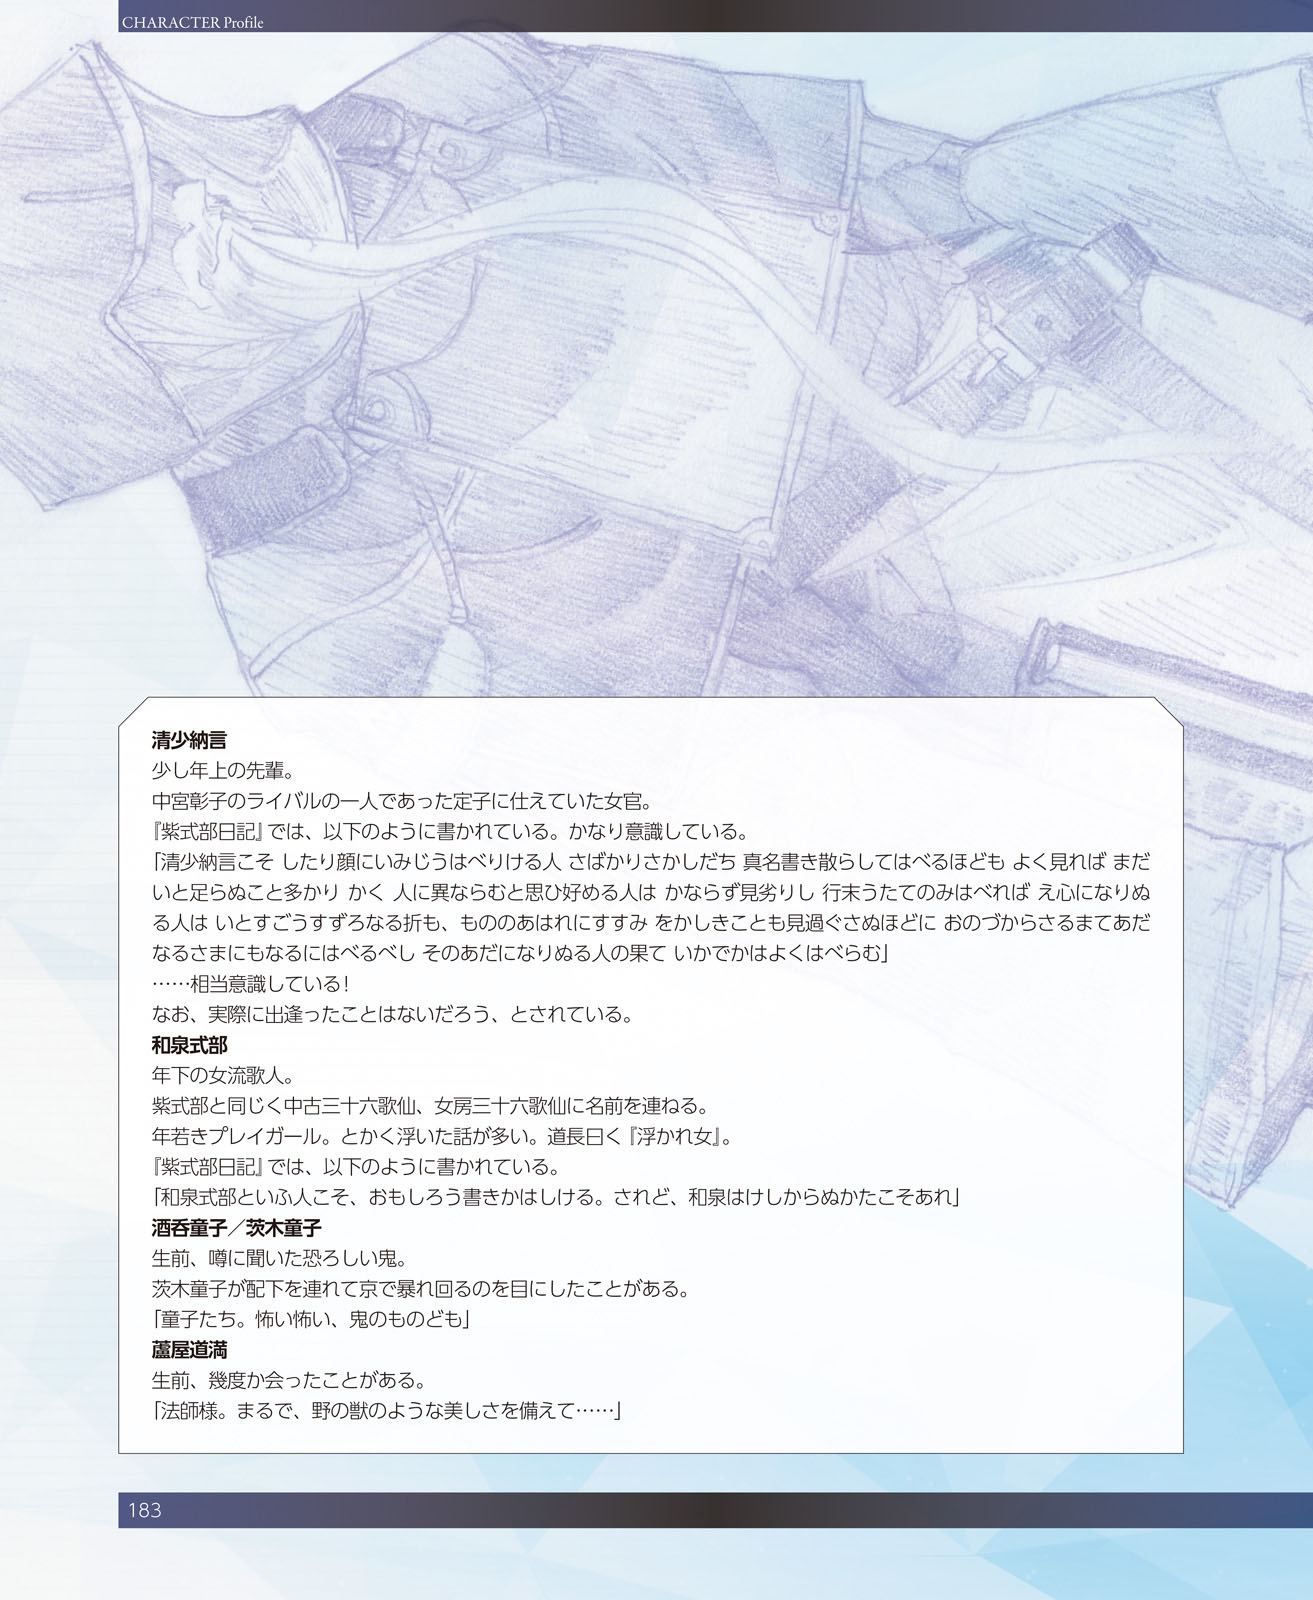 CHARACTER Profile
清少納言
少し年上の先輩。
中宮彰子のライバルの一人であった定子に仕えていた女官。
『紫式部日記』では、以下のように書かれている。かなり意識している。
「清少納言こそ したり顔にいみじうはべりける人 さばかりさかしだち 真名書き散らしてはべるほども よく見れば まだ
いと足らぬこと多かり かく 人に異ならむと思ひ好める人は かならず見劣りし 行末うたてのみはべれば え心になりぬ
る人は いとすごうすずろなる折も、もののあはれにすすみ をかしきことも見過ぐさぬほどに おのづからさるまてあだ
なるさまにもなるにはべるべし そのあだになりぬる人の果て いかでかはよくはべらむ」
……相当意識している!
なお、実際に出逢ったことはないだろう、とされている。
和泉式部
年下の女流歌人。
紫式部と同じく中古三十六歌仙、女房三十六歌仙に名前を連ねる。
年若きプレイガール。とかく浮いた話が多い。道長曰く『浮かれ女』。
『紫式部日記』では、以下のように書かれている。
「和泉式部といふ人こそ、おもしろう書きかはしける。されど、和泉はけしからぬかたこそあれ」
酒呑童子／茨木童子
生前、噂に聞いた恐ろしい鬼。
茨木童子が配下を連れて京で暴れ回るのを目にしたことがある。
「童子たち。怖い怖い、鬼のものども」
蘆屋道満
生前、幾度か会ったことがある。
「法師様。まるで、野の獣のような美しさを備えて……」
183